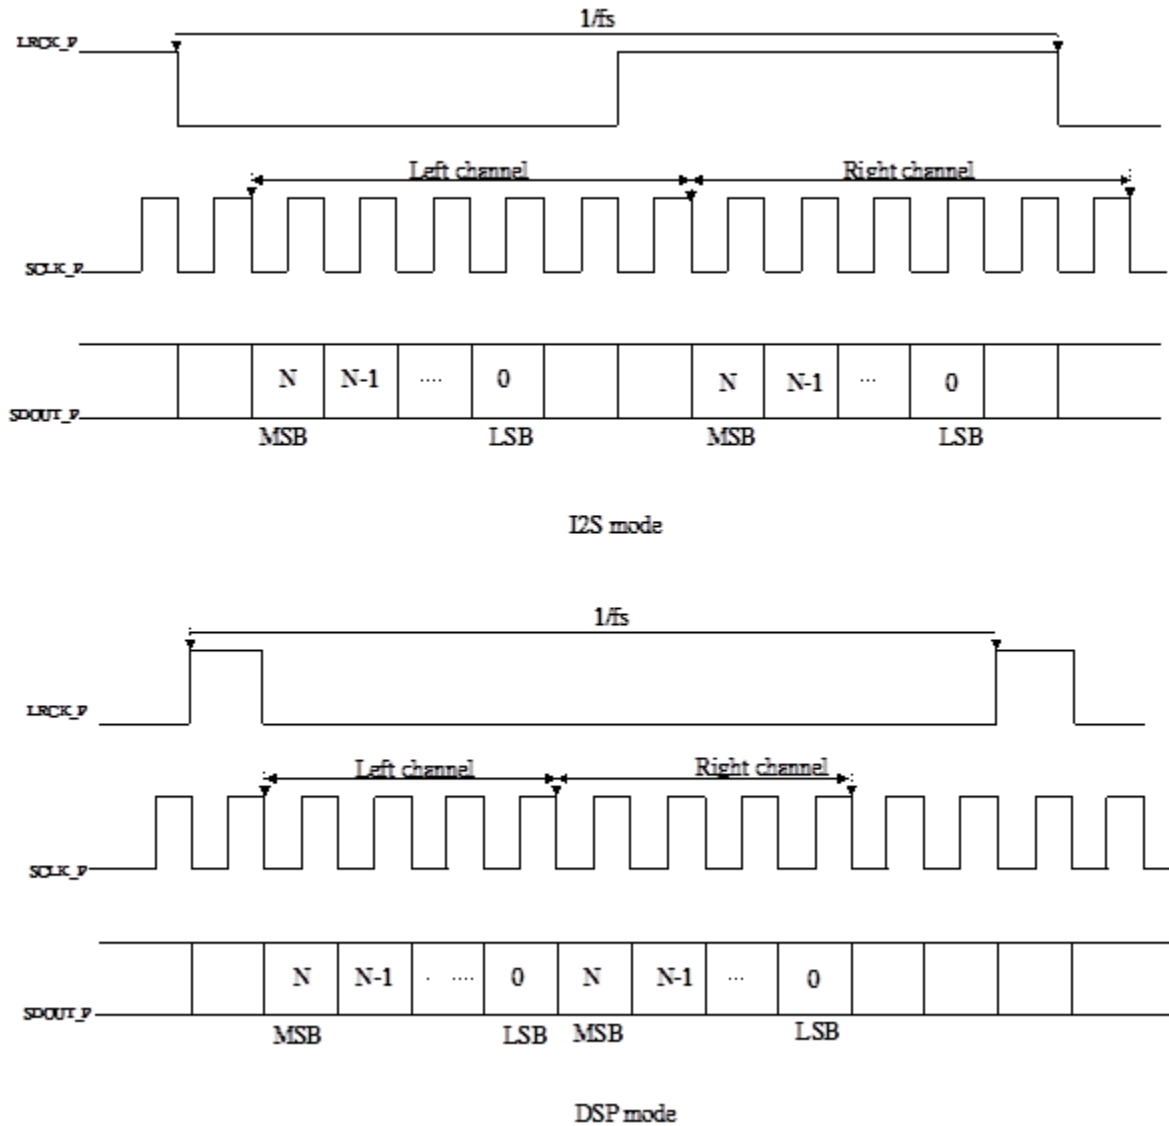 1/fs
LRCK_P
Left channel Right channel
SCLK_P
N N-1 .... 0 N N-1 ... 0
SDOUT_P
MSB LSB MSB LSB
I2S mode
1/fs
LRCK_P
Left channel Right channel
SCLK_P
N N-1 . .... 0 N N-1 ... 0
SDOUT_P
MSB LSB MSB LSB
DSP mode